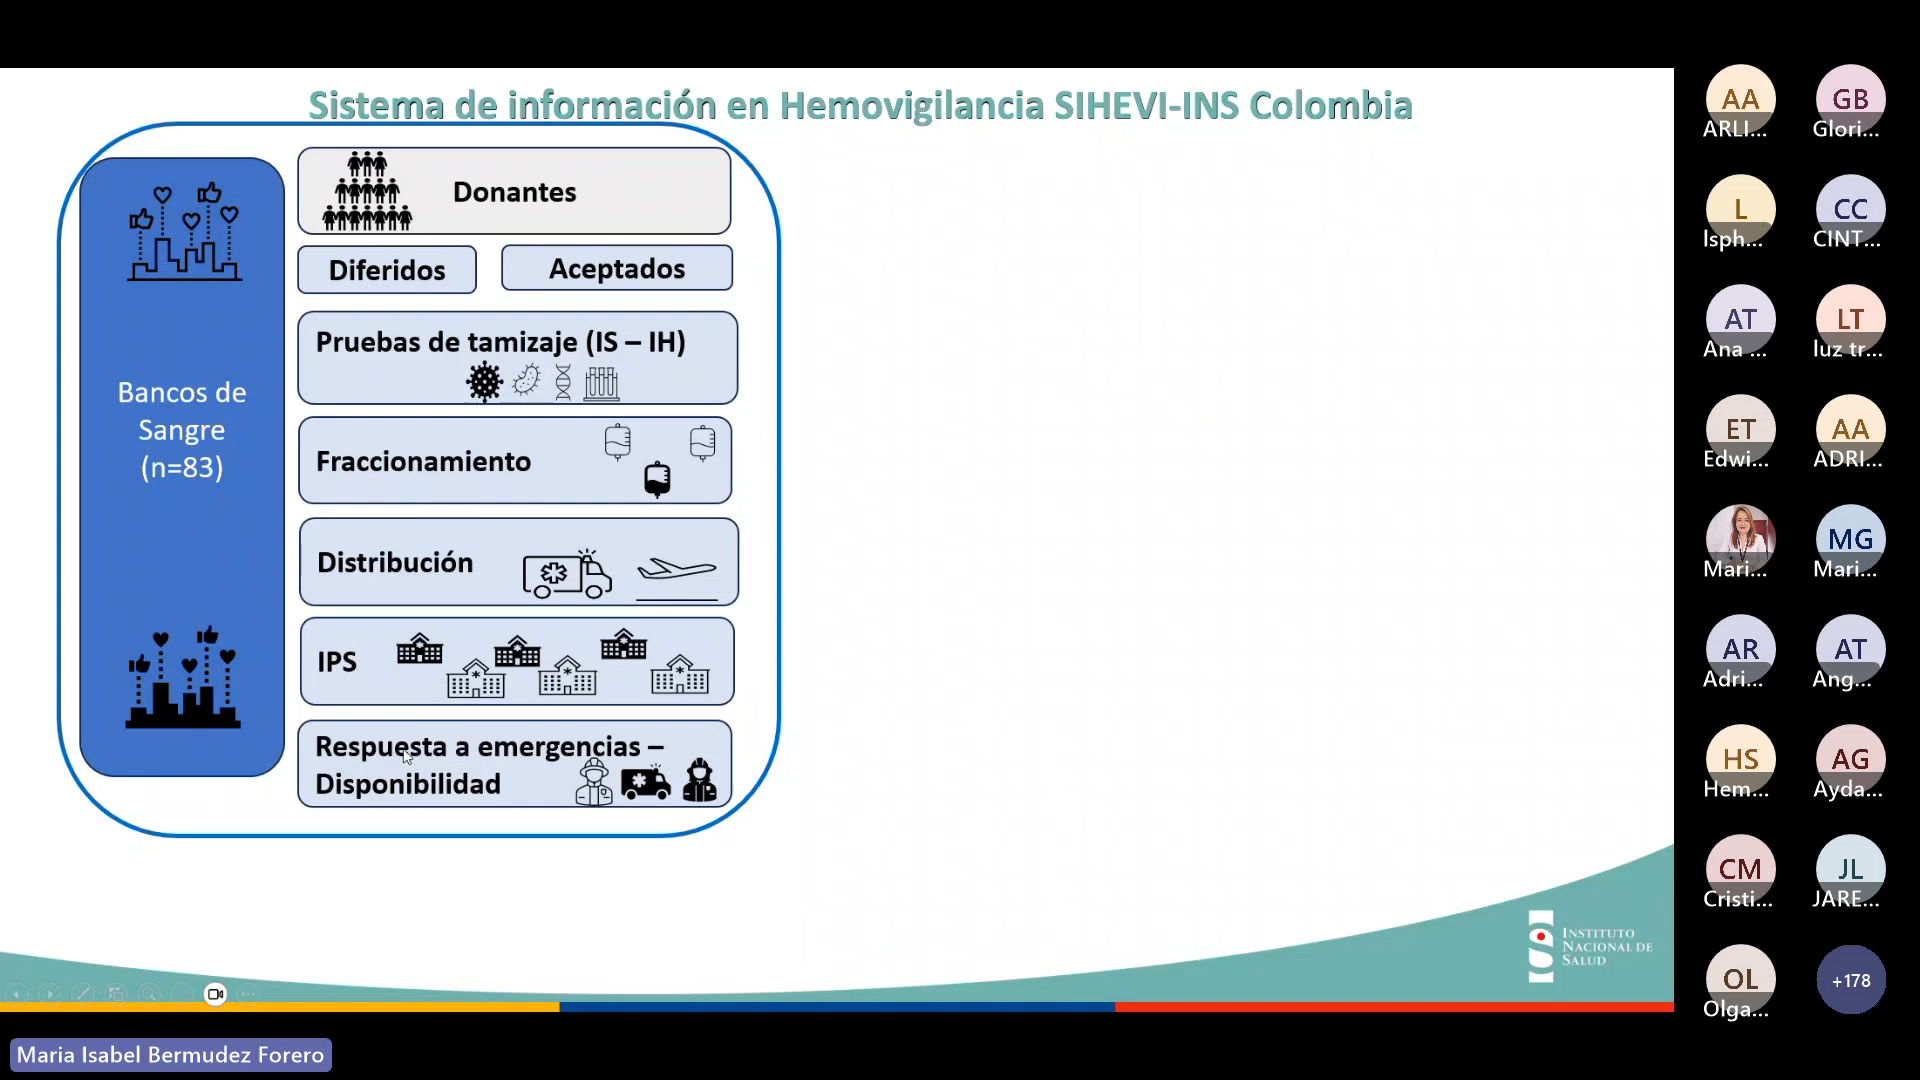 Sistema de información en Hemovigilancia SIHEVI-INS Colombia
Bancos de
Sangre
(n=83)
Donantes
Diferidos
Aceptados
Pruebas de tamizaje (IS – IH)
Fraccionamiento
Distribución
IPS
Respuesta a emergencias –
Disponibilidad
INSTITUTO
NACIONAL DE
SALUD
Maria Isabel Bermudez Forero
AA
ARLI...
GB
Glori...
L
lsph...
CC
CINT...
AT
Ana ...
LT
luz tr...
ET
Edwi...
AA
ADRI...
Mari...
MG
Mari...
AR
Adri...
AT
Ang...
HS
Hem...
AG
Ayda...
CM
Cristi...
JL
JARE...
OL
Olga...
+178